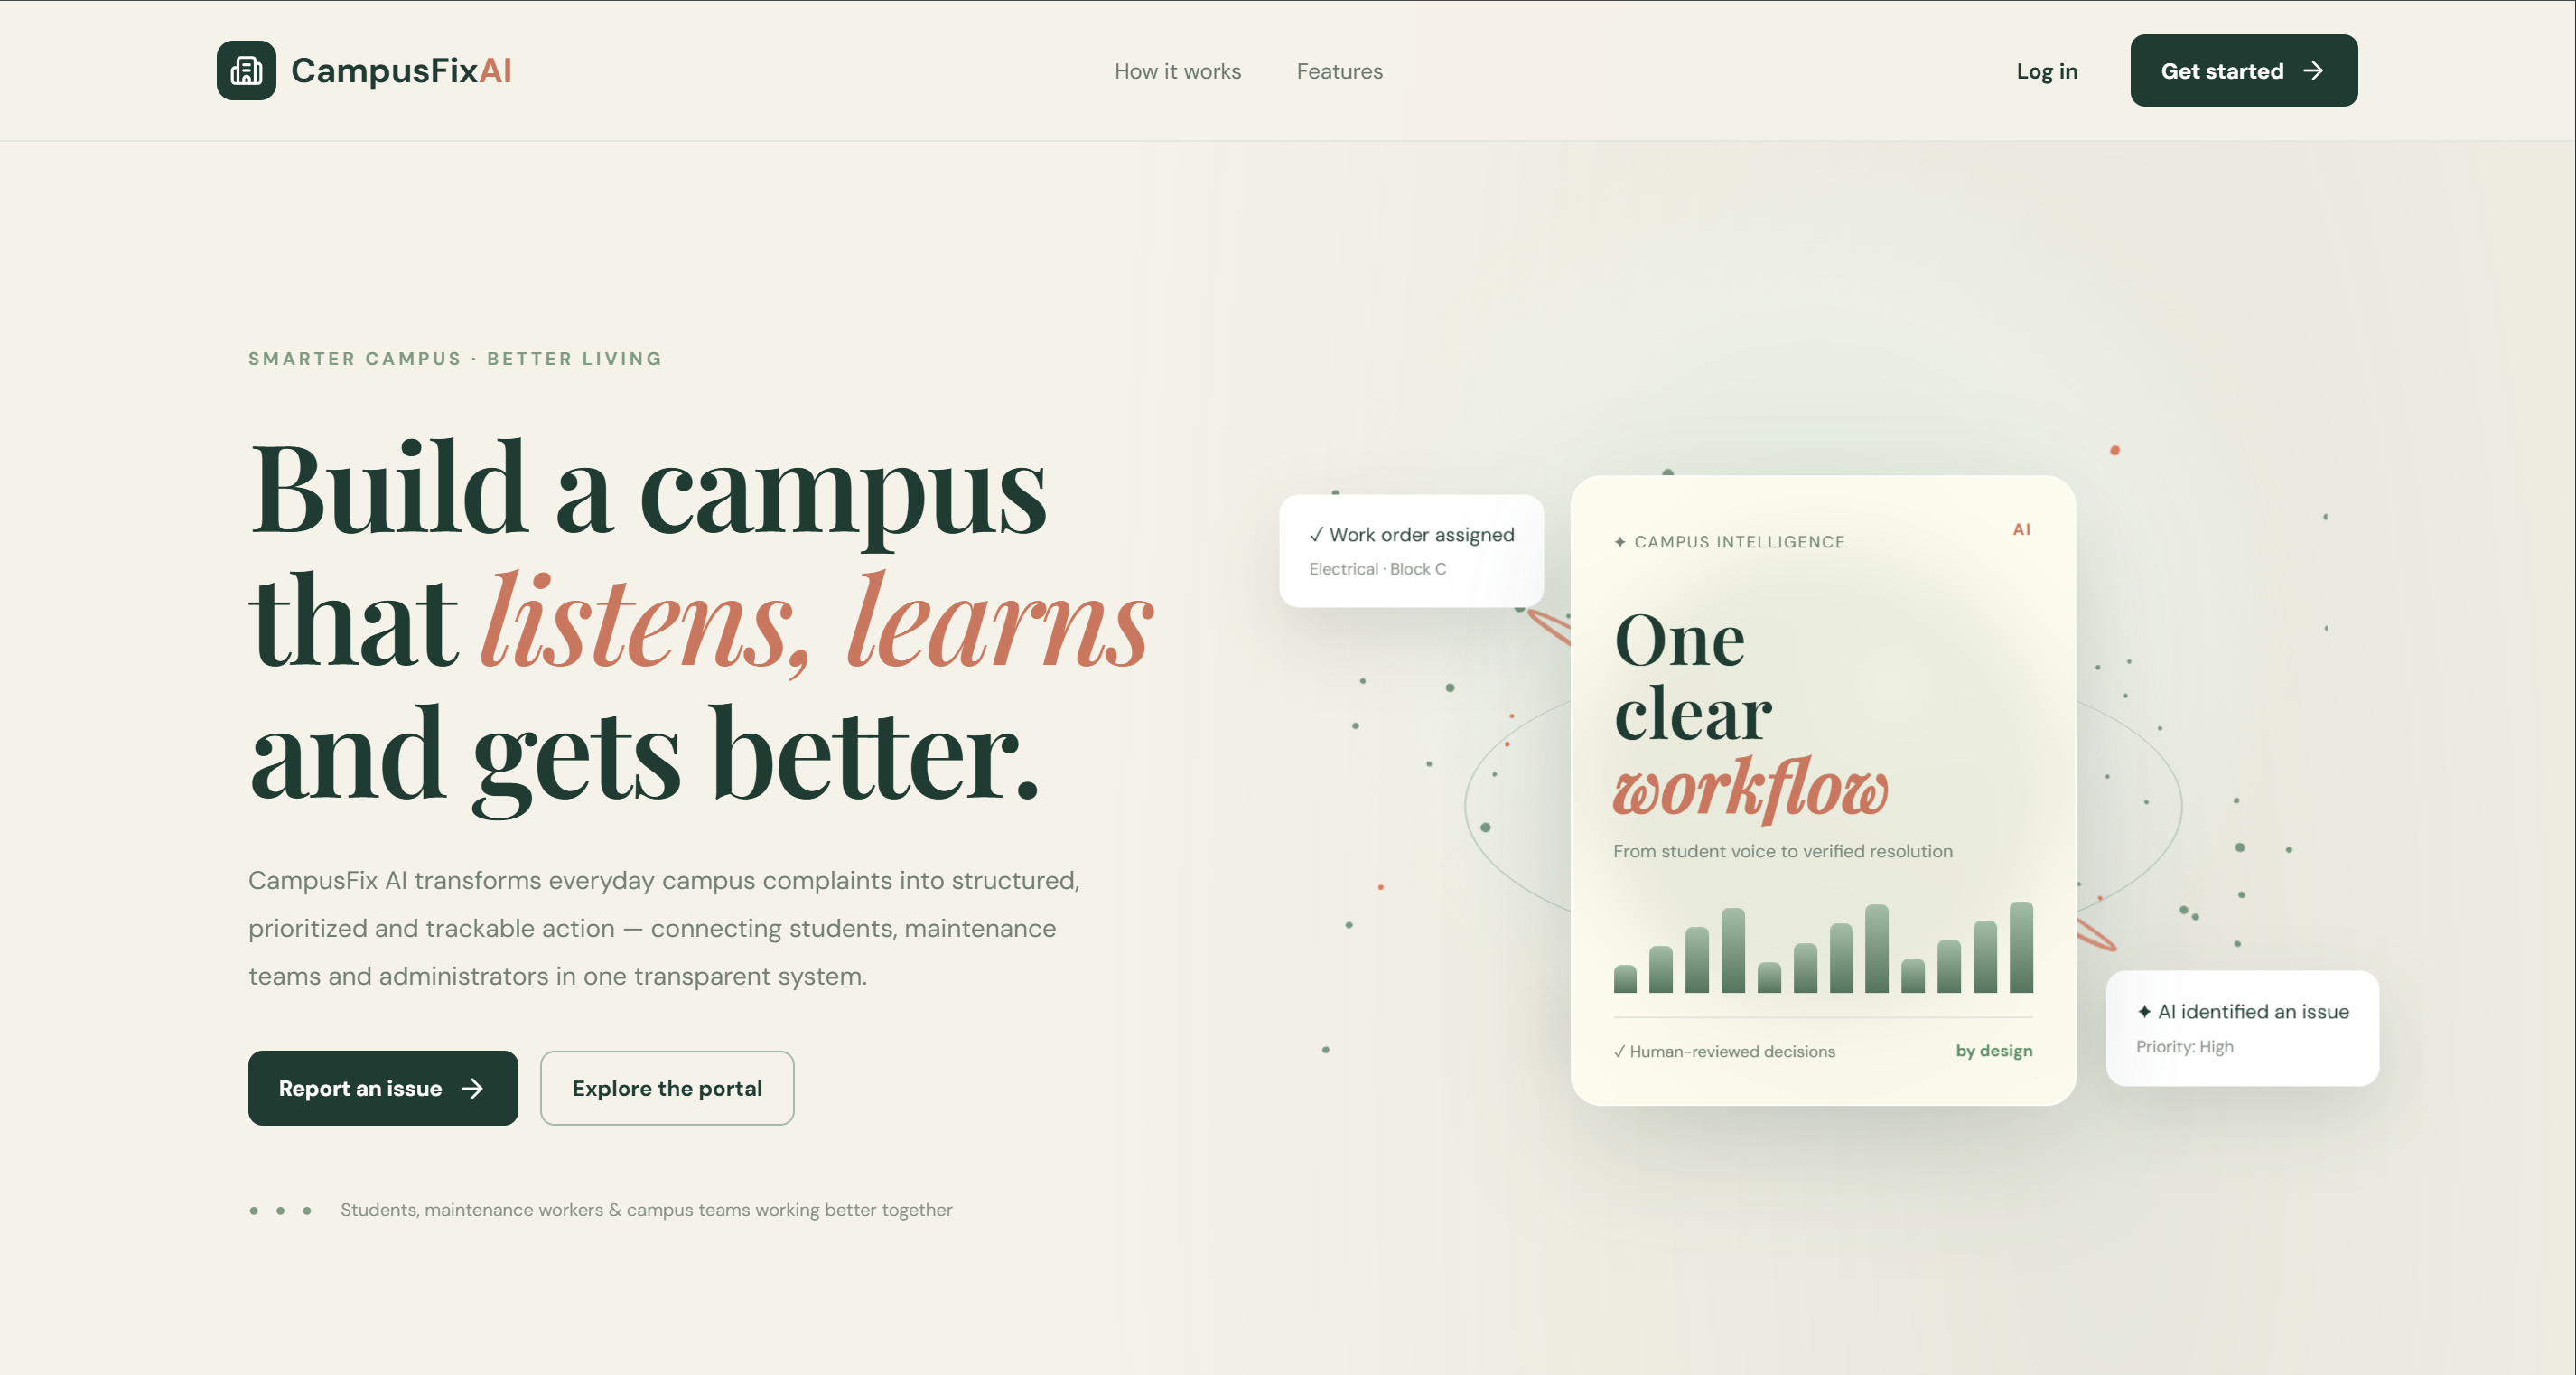 CampusFixAI
How it works
Features
Log in
Get started →
SMARTER CAMPUS · BETTER LIVING
Build a campus
that listens, learns
and gets better.
CampusFix AI transforms everyday campus complaints into structured,
prioritized and trackable action — connecting students, maintenance
teams and administrators in one transparent system.
Report an issue →
Explore the portal
Students, maintenance workers & campus teams working better together
✓ Work order assigned
Electrical · Block C
✦ CAMPUS INTELLIGENCE
AI
One
clear
workflow
From student voice to verified resolution
✓ Human-reviewed decisions
by design
✦ AI identified an issue
Priority: High